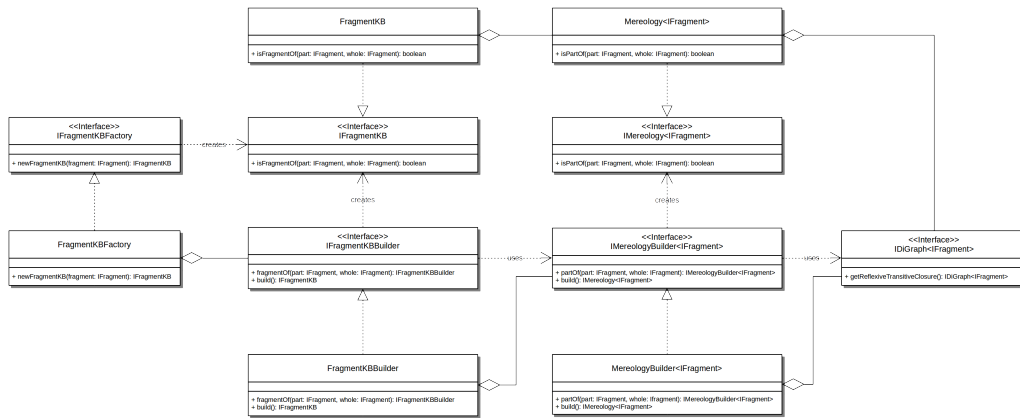 FragmentKB
+ isFragmentOf(part: IFragment, whole: IFragment): boolean
Mereology<IFragment>
+ isPartOf(part: IFragment, whole: IFragment): boolean
<<Interface>>
IFragmentKBFactory
+ newFragmentKB(fragment: IFragment): IFragmentKB
creates
<<Interface>>
IFragmentKB
+ isFragmentOf(part: IFragment, whole: IFragment): boolean
<<Interface>>
IMereology<IFragment>
+ isPartOf(part: IFragment, whole: IFragment): boolean
creates
creates
FragmentKBFactory
+ newFragmentKB(fragment: IFragment): IFragmentKB
<<Interface>>
IFragmentKBBuilder
+ fragmentOf(part: IFragment, whole: IFragment): IFragmentKBBuilder
+ build(): IFragmentKB
uses
<<Interface>>
IMereologyBuilder<IFragment>
+ partOf(part: IFragment, whole: IFragment): IMereologyBuilder<IFragment>
+ build(): IMereology<IFragment>
uses
<<Interface>>
IDiGraph<IFragment>
+ getReflexiveTransitiveClosure(): IDiGraph<IFragment>
FragmentKBBuilder
+ fragmentOf(part: IFragment, whole: IFragment): IFragmentKBBuilder
+ build(): IFragmentKB
MereologyBuilder<IFragment>
+ partOf(part: IFragment, whole: Ifragment): IMereologyBuilder<IFragment>
+ build(): IMereology<IFragment>